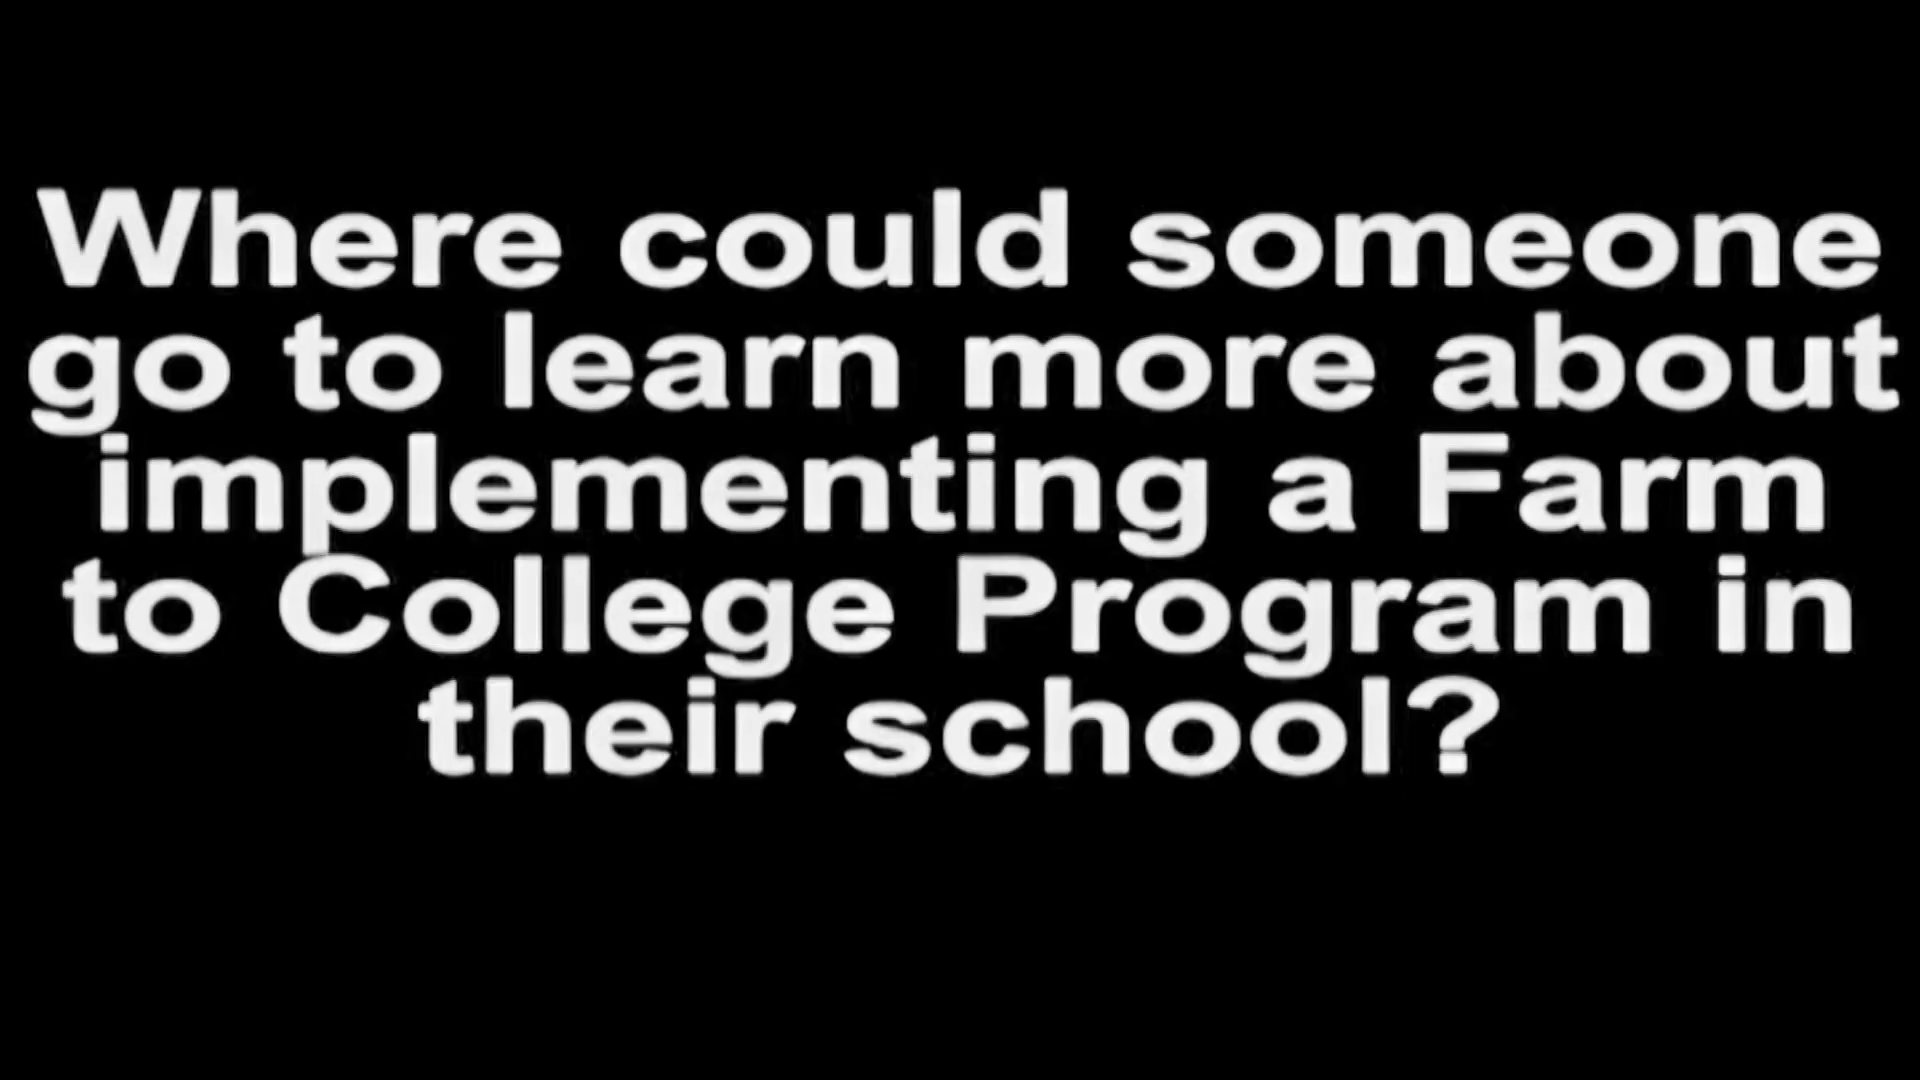 Where could someone
go to learn more about
implementing a Farm
to College Program in
their school?